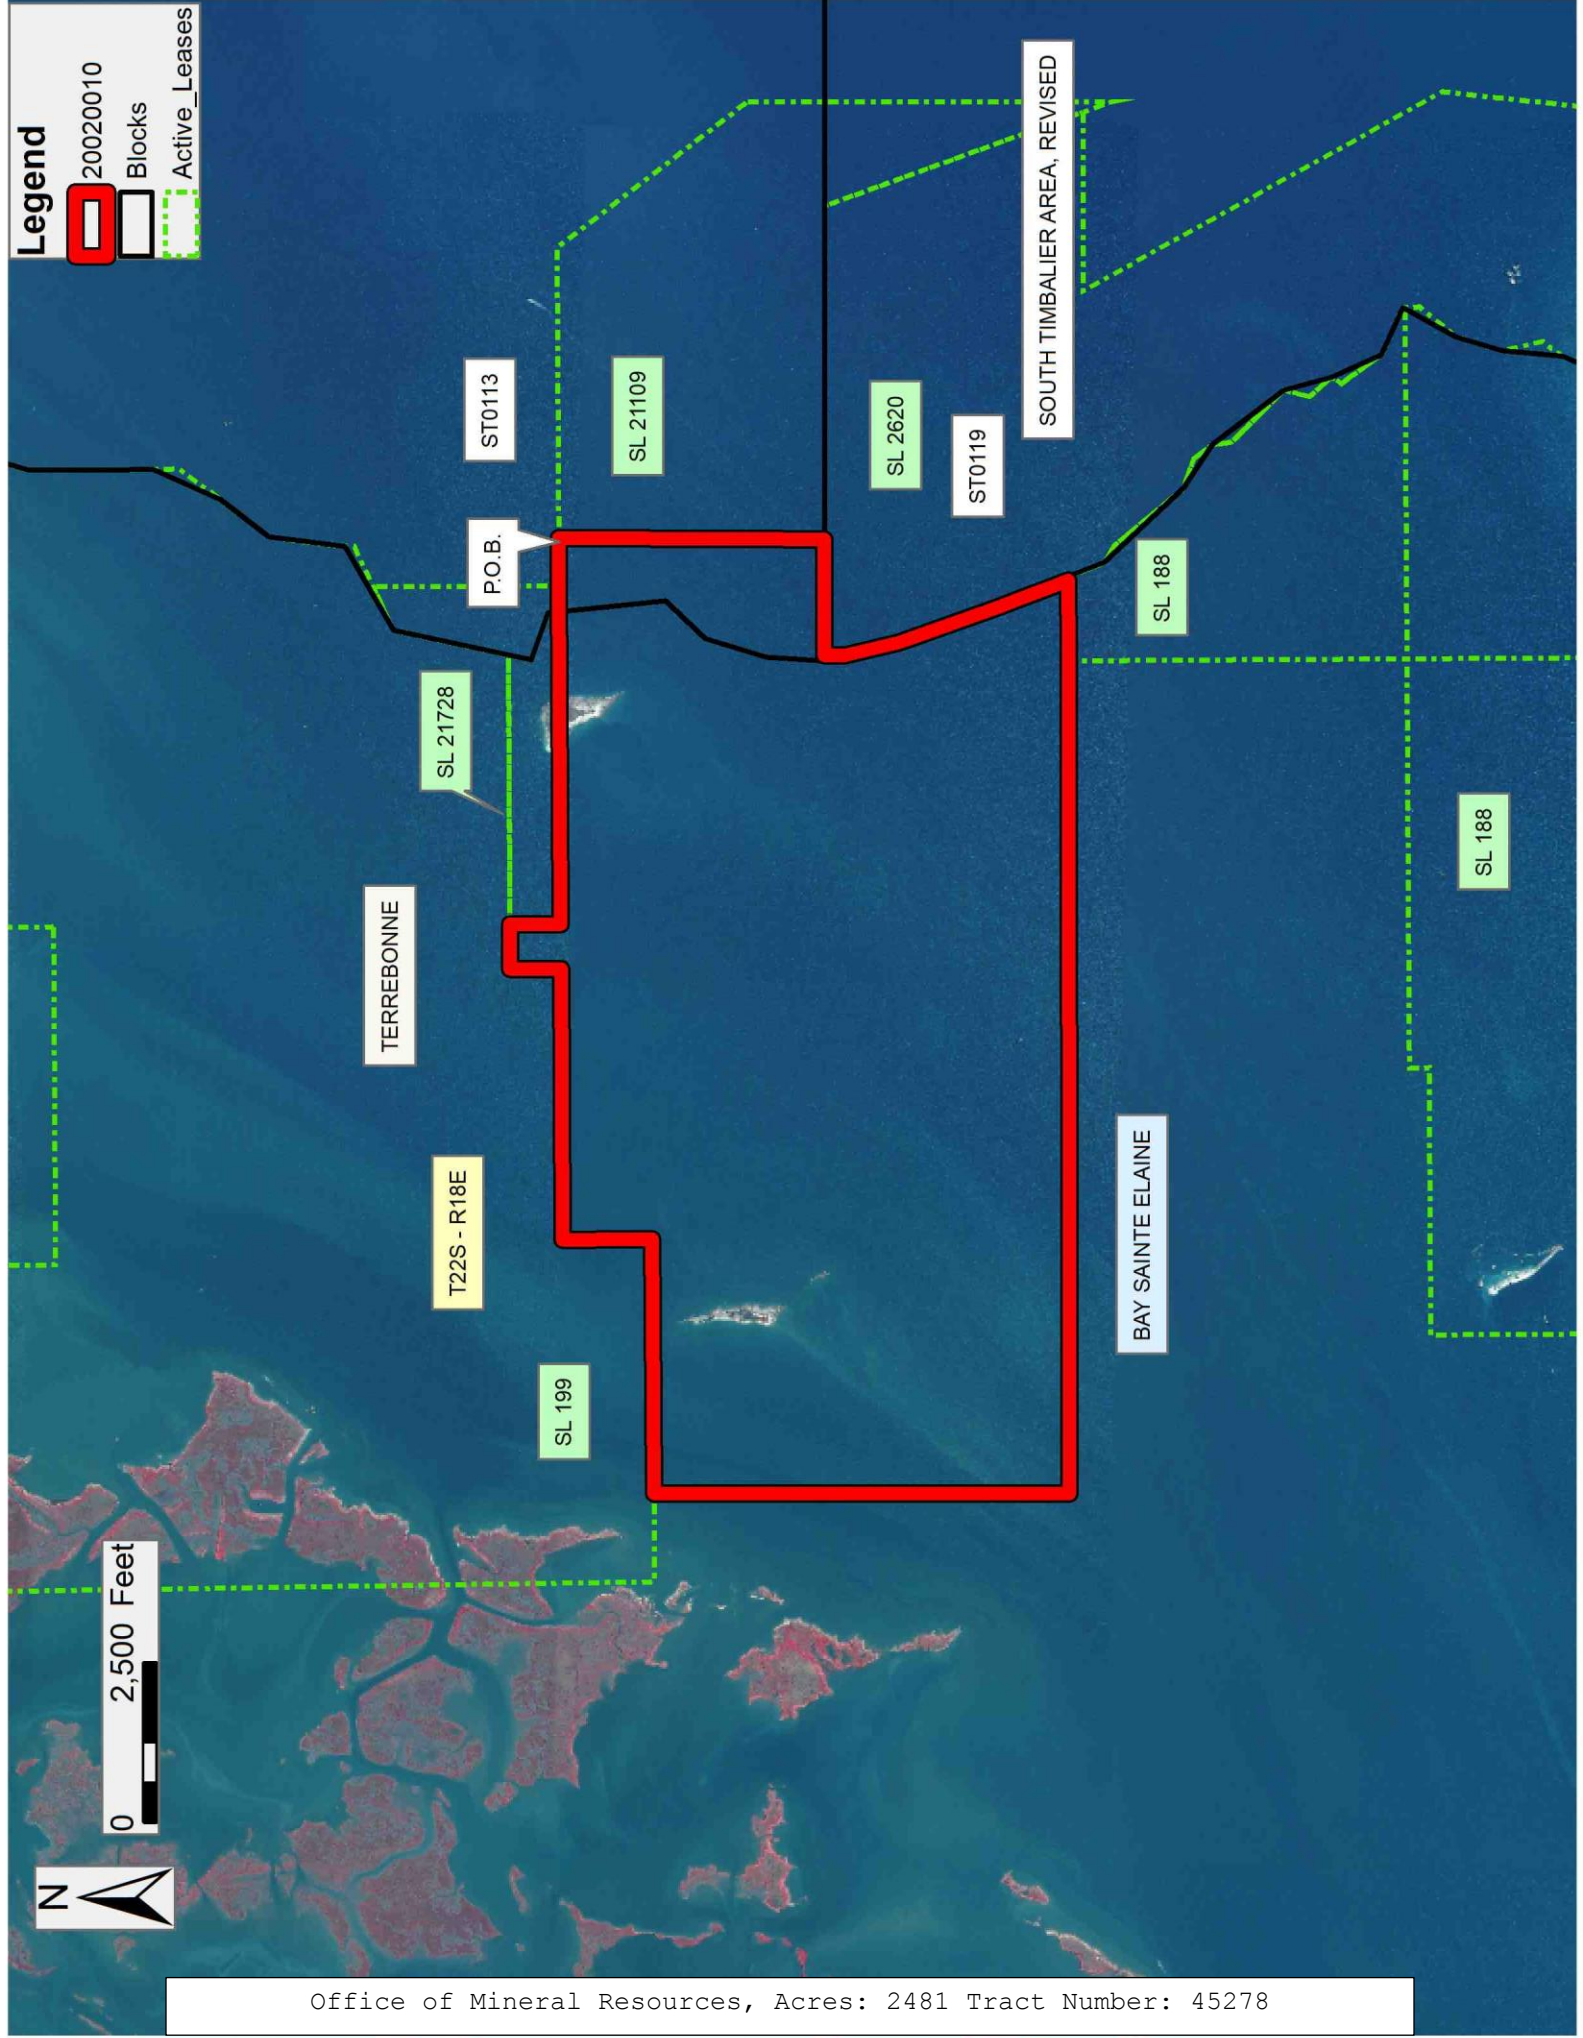 Legend
20020010
Blocks
Active_Leases
ST0113
SL 21109
SL 2620
ST0119
SOUTH TIMBALIER AREA, REVISED
P.O.B.
SL 188
SL 21728
TERREBONNE
SL 188
T22S - R18E
BAY SAINTE ELAINE
SL 199
0 2,500 Feet
N
Office of Mineral Resources, Acres: 2481 Tract Number: 45278